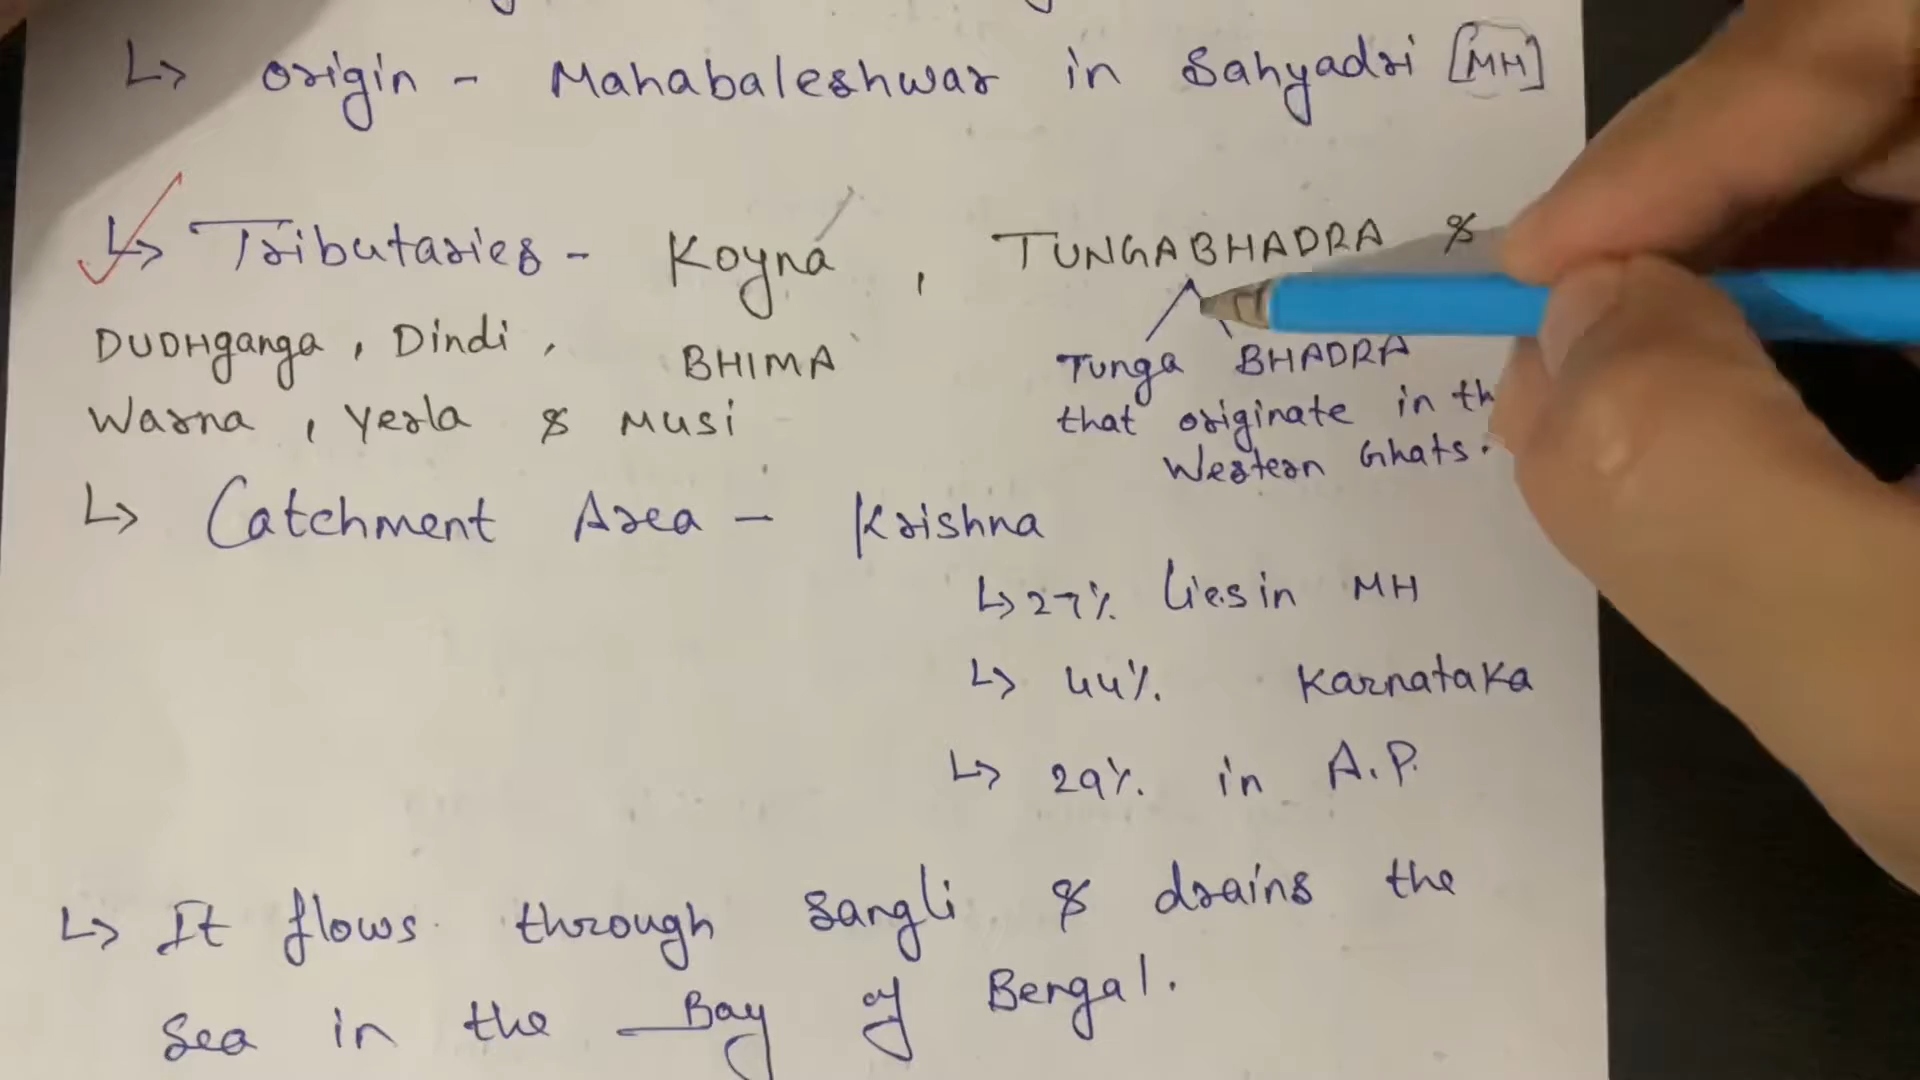 ↳ origin - Mahabaleshwar in Sahyadri [MH]
↳ Tributaries - Koyna, TUNGABHADRA &
DUDHganga, Dindi, BHIMA
Tunga BHADRA
Warna, Yerla & Musi
that originate in th
Western Ghats.
↳ Catchment Area - Krishna
↳ 27% lies in MH
↳ 44% Karnataka
↳ 29% in A.P.
↳ It flows through Sangli & drains the
sea in the Bay of Bengal.